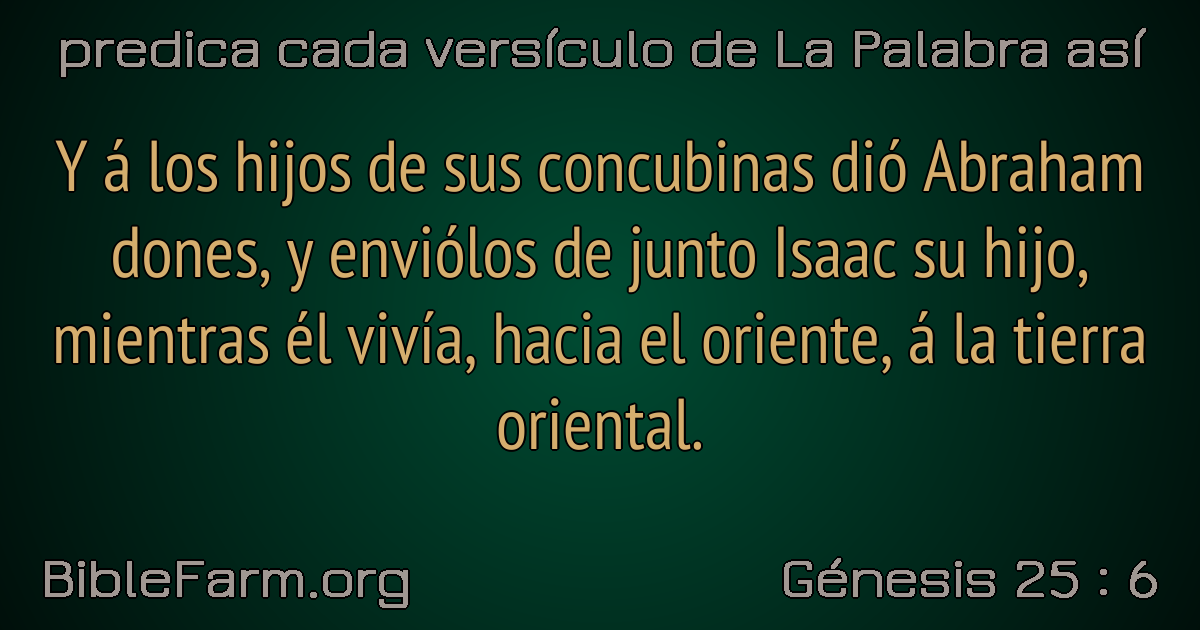 predica cada versículo de La Palabra así
Y á los hijos de sus concubinas dió Abraham
dones, y enviólos de junto Isaac su hijo,
mientras él vivía, hacia el oriente, á la tierra
oriental.
BibleFarm.org
Génesis 25 : 6